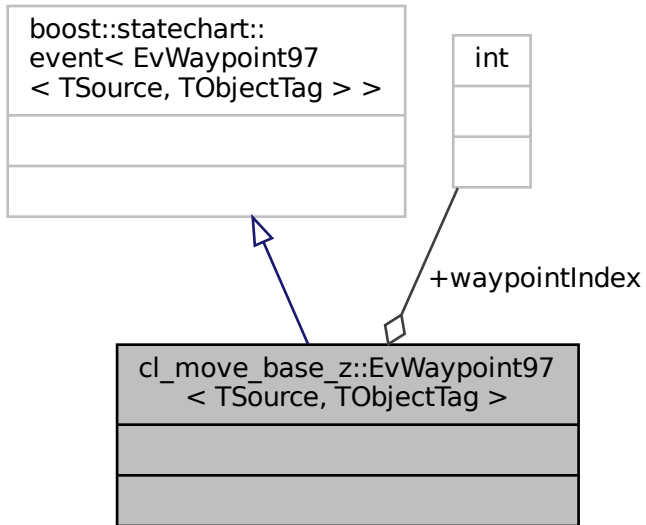 boost::statechart::
event< EvWaypoint97
< TSource, TObjectTag > >
int
+waypointIndex
cl_move_base_z::EvWaypoint97
< TSource, TObjectTag >